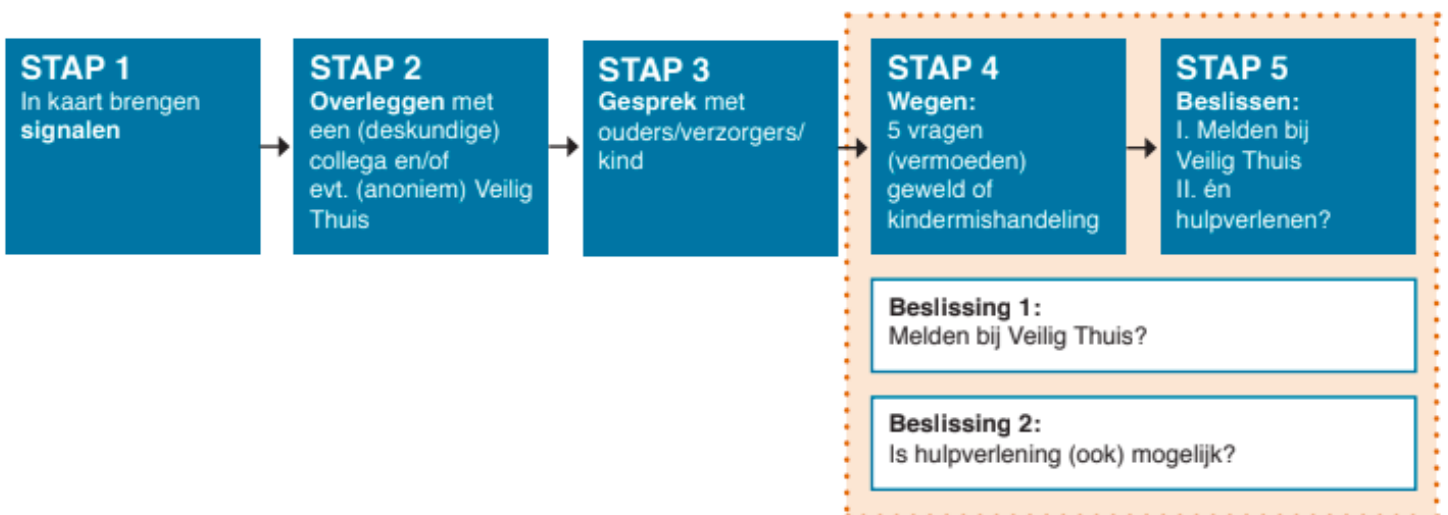 STAP 1
In kaart brengen
signalen
STAP 2
Overleggen met
een (deskundige)
collega en/of
evt. (anoniem) Veilig
Thuis
STAP 3
Gesprek met
ouders/verzorgers/
kind
STAP 4
Wegen:
5 vragen
(vermoeden)
geweld of
kindermishandeling
STAP 5
Beslissen:
I. Melden bij
Veilig Thuis
II. én
hulpverlenen?
Beslissing 1:
Melden bij Veilig Thuis?
Beslissing 2:
Is hulpverlening (ook) mogelijk?